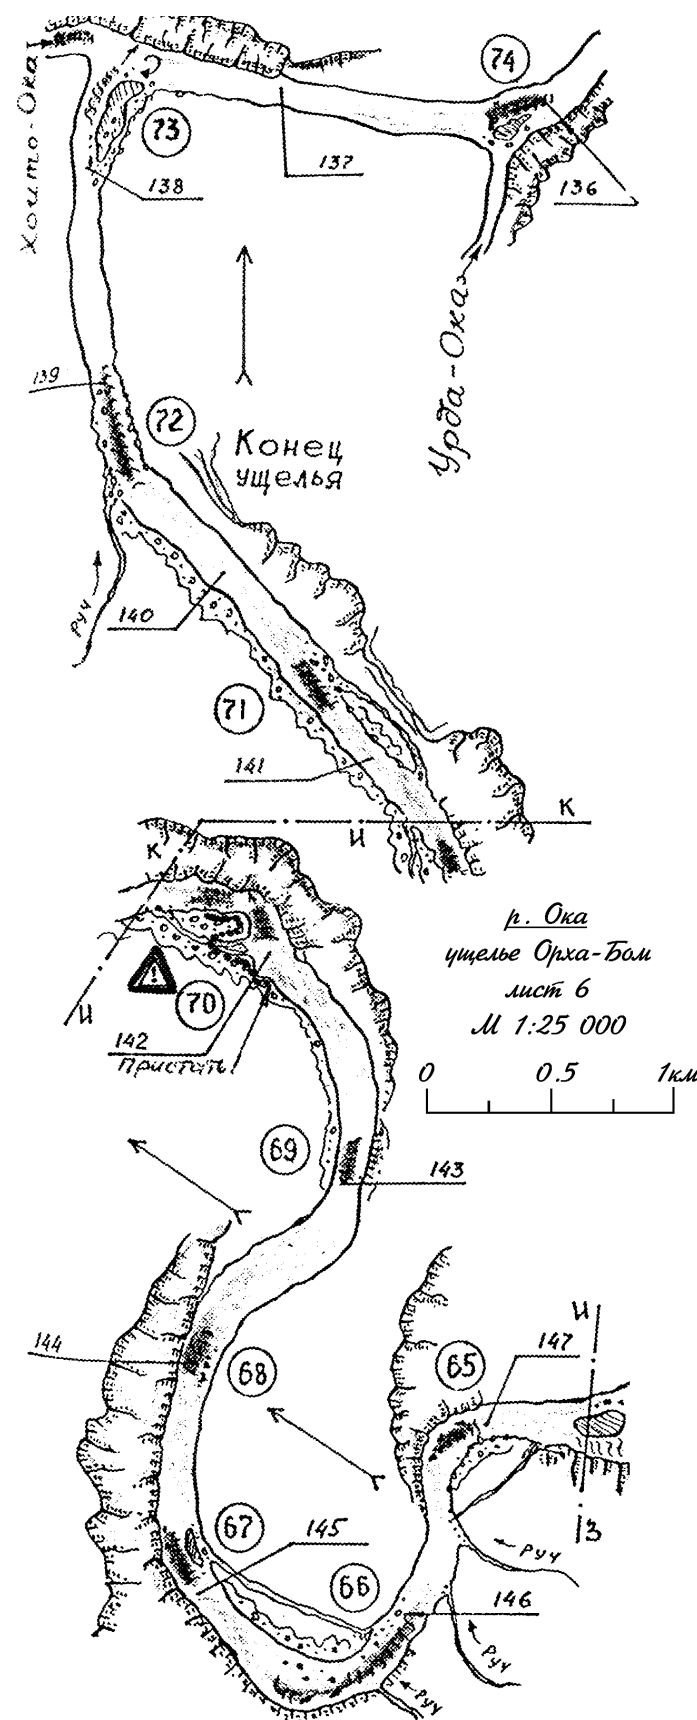 74
73
137
138
136
Хойто-Ока
Урда-Ока
139
72
Конец
ущелья
руч
140
71
141
К
И
К
И
70
142
Пристать
р. Ока
ущелье Орха-Бом
лист 6
М 1:25 000
0 0.5 1км
69
143
144
68
65
147
И
З
67
145
66
146
руч
руч
руч